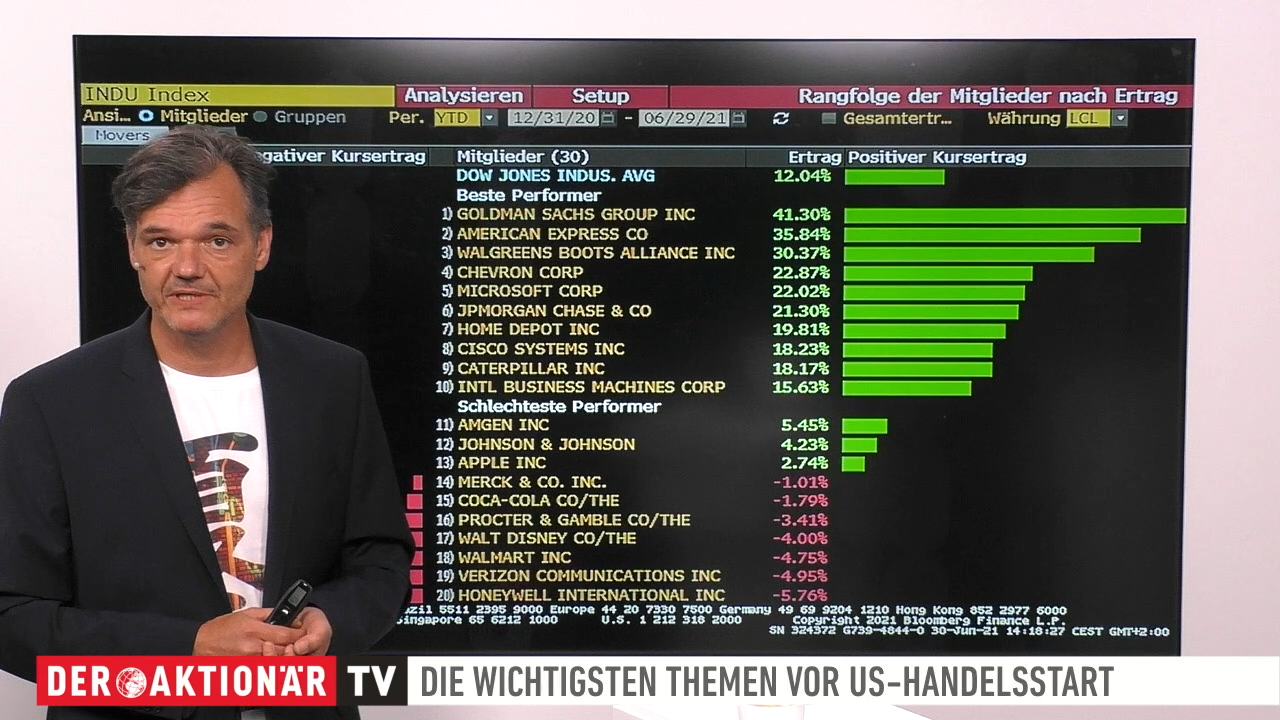 INDU Index Analysieren Setup Rangfolge der Mitglieder nach Ertrag
Ansi... Mitglieder Gruppen Per. YTD 12/31/20 - 06/29/21 Gesamtertr... Währung LCL
Movers
Kursertrag Mitglieder (30) Ertrag Positiver Kursertrag
DOW JONES INDUS. AVG 12.04%
Beste Performer
1) GOLDMAN SACHS GROUP INC 41.30%
2) AMERICAN EXPRESS CO 35.84%
3) WALGREENS BOOTS ALLIANCE INC 30.37%
4) CHEVRON CORP 22.87%
5) MICROSOFT CORP 22.02%
6) JPMORGAN CHASE & CO 21.30%
7) HOME DEPOT INC 19.81%
8) CISCO SYSTEMS INC 18.23%
9) CATERPILLAR INC 18.17%
10) INTL BUSINESS MACHINES CORP 15.63%
Schlechteste Performer
11) AMGEN INC 5.45%
12) JOHNSON & JOHNSON 4.23%
13) APPLE INC 2.74%
14) MERCK & CO. INC. -1.01%
15) COCA-COLA CO/THE -1.79%
16) PROCTER & GAMBLE CO/THE -3.41%
17) WALT DISNEY CO/THE -4.00%
18) WALMART INC -4.75%
19) VERIZON COMMUNICATIONS INC -4.95%
20) HONEYWELL INTERNATIONAL INC -5.76%
5511 2395 9000 Europe 44 20 7330 7500 Germany 49 69 9204 1210 Hong Kong 852 2977 6000
65 6212 1000 U.S. 1 212 318 2000 Copyright 2021 Bloomberg Finance L.P.
SN 324372 G739-4844-0 30-Jun-21 14:18:27 CEST GMT+2:00
DER AKTIONÄR TV DIE WICHTIGSTEN THEMEN VOR US-HANDELSSTART